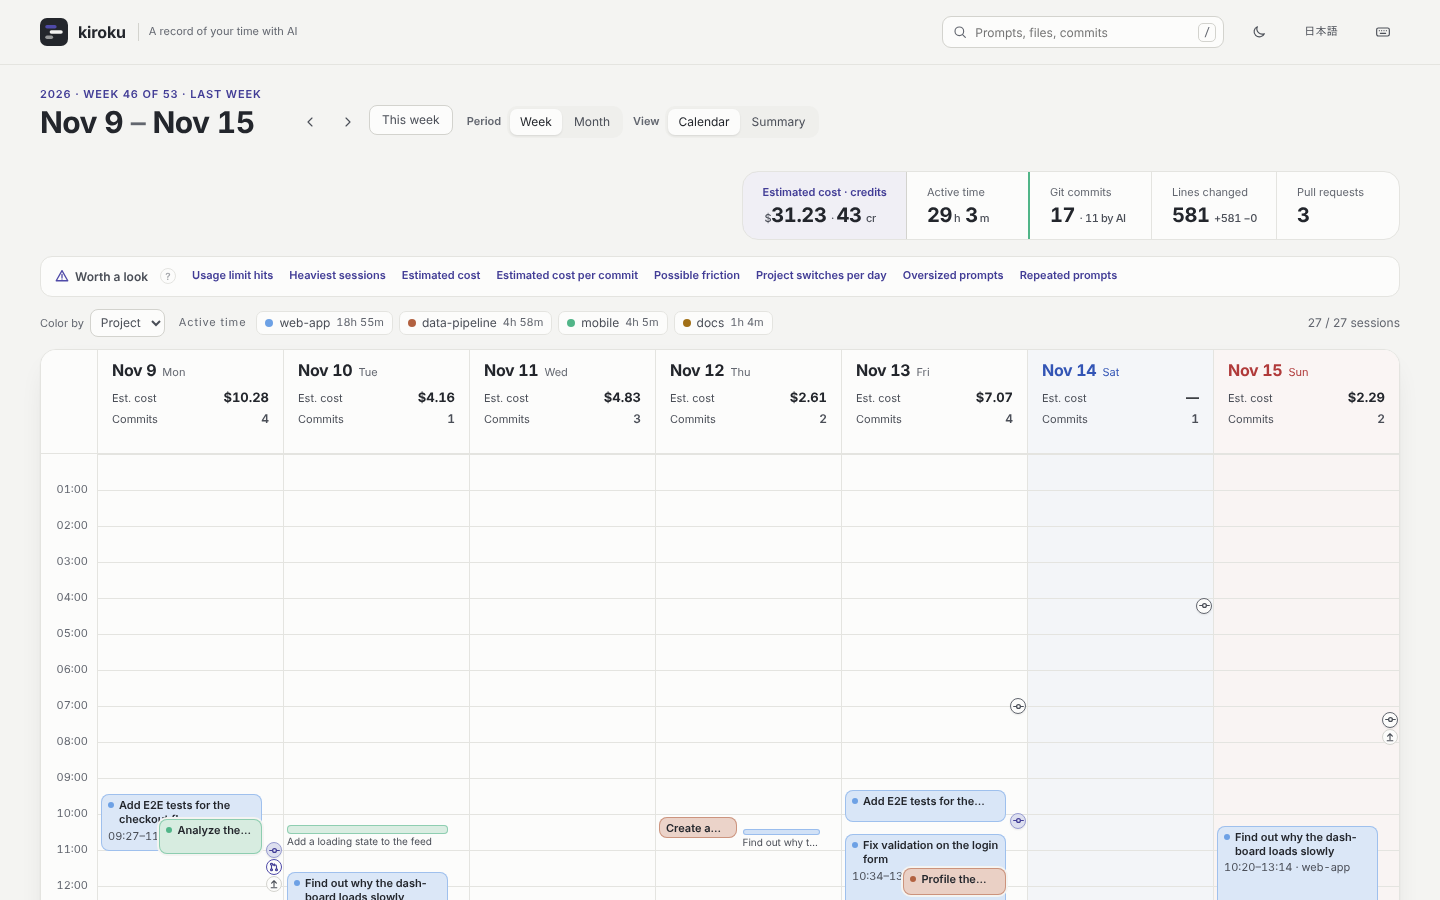 kiroku
A record of your time with AI
Prompts, files, commits
/
日本語
2026 · WEEK 46 OF 53 · LAST WEEK
Nov 9 – Nov 15
This week
Period
Week
Month
View
Calendar
Summary
Estimated cost · credits
$31.23 · 43 cr
Active time
29h 3m
Git commits
17 · 11 by AI
Lines changed
581 +581 −0
Pull requests
3
Worth a look
?
Usage limit hits
Heaviest sessions
Estimated cost
Estimated cost per commit
Possible friction
Project switches per day
Oversized prompts
Repeated prompts
Color by
Project
Active time
web-app 18h 55m
data-pipeline 4h 58m
mobile 4h 5m
docs 1h 4m
27 / 27 sessions
Nov 9 Mon
Est. cost $10.28
Commits 4
Nov 10 Tue
Est. cost $4.16
Commits 1
Nov 11 Wed
Est. cost $4.83
Commits 3
Nov 12 Thu
Est. cost $2.61
Commits 2
Nov 13 Fri
Est. cost $7.07
Commits 4
Nov 14 Sat
Est. cost —
Commits 1
Nov 15 Sun
Est. cost $2.29
Commits 2
01:00
02:00
03:00
04:00
05:00
06:00
07:00
08:00
09:00
10:00
11:00
12:00
Add E2E tests for the
09:27–11
Analyze the...
Add a loading state to the feed
Find out why the dash-
board loads slowly
Create a...
Find out why t...
Add E2E tests for the...
Fix validation on the login
form
10:34–13
Profile the...
Find out why the dash-
board loads slowly
10:20–13:14 · web-app